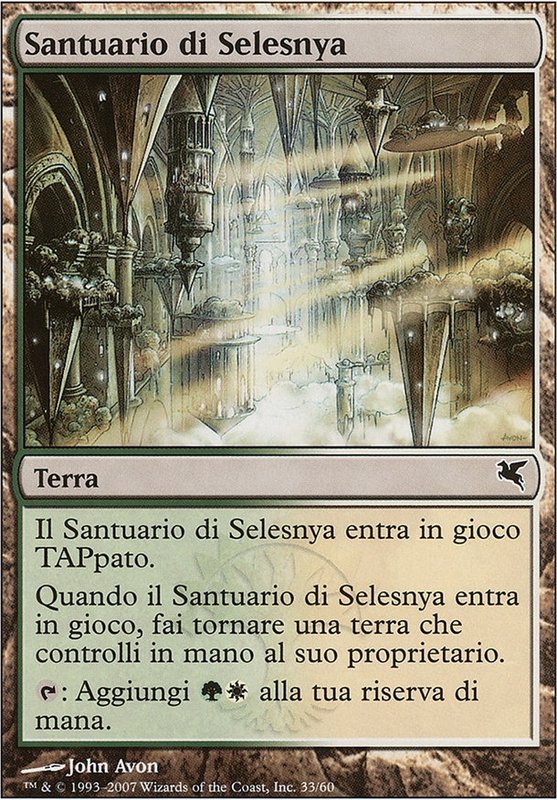 Santuario di Selesnya
AVON
Terra
Il Santuario di Selesnya entra in gioco
TAPpato.
Quando il Santuario di Selesnya entra
in gioco, fai tornare una terra che
controlli in mano al suo proprietario.
: Aggiungi alla tua riserva di
mana.
John Avon
™ & © 1993–2007 Wizards of the Coast, Inc. 33/60